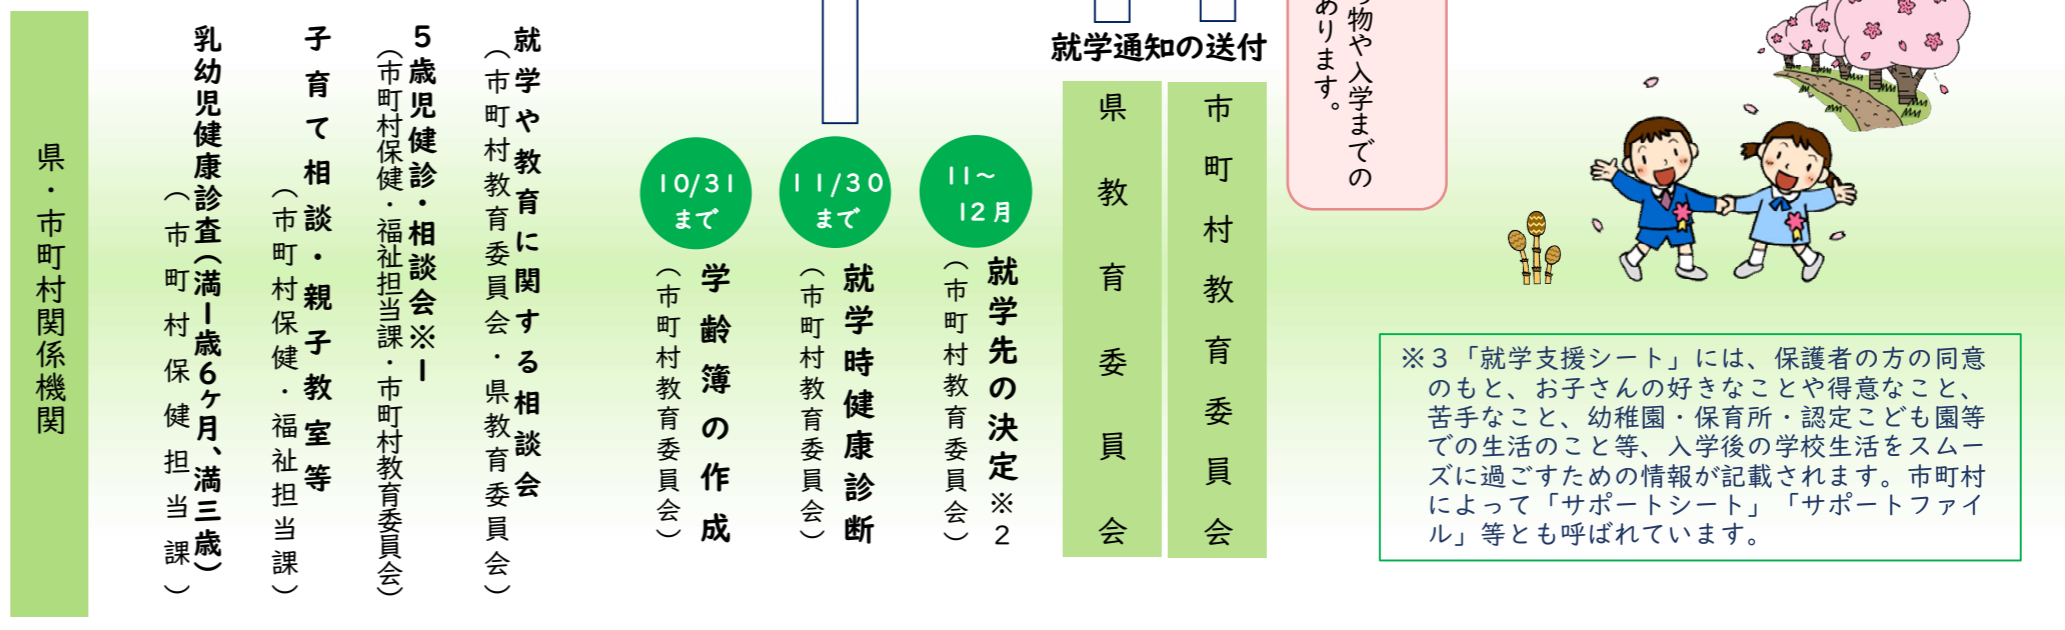 県・市町村関係機関
乳幼児健康診査（満1歳6ケ月、満三歳）
（市町村保健担当課）
子育て相談・親子教室等
（市町村保健・福祉担当課）
5歳児健診・相談会※1
（市町村保健・福祉担当課・市町村教育委員会）
就学や教育に関する相談会
（市町村教育委員会・県教育委員会）
10/31
まで
学齢簿の作成
（市町村教育委員会）
11/30
まで
就学時健康診断
（市町村教育委員会）
11～
12月
就学先の決定※2
（市町村教育委員会）
就学通知の送付
県教育委員会
市町村教育委員会
物や入学までの
あります。
※3「就学支援シート」には、保護者の方の同意
のもと、お子さんの好きなことや得意なこと、
苦手なこと、幼稚園・保育所・認定こども園等
での生活のこと等、入学後の学校生活をスムー
ズに過ごすための情報が記載されます。市町村
によって「サポートシート」「サポートファイ
ル」等とも呼ばれています。